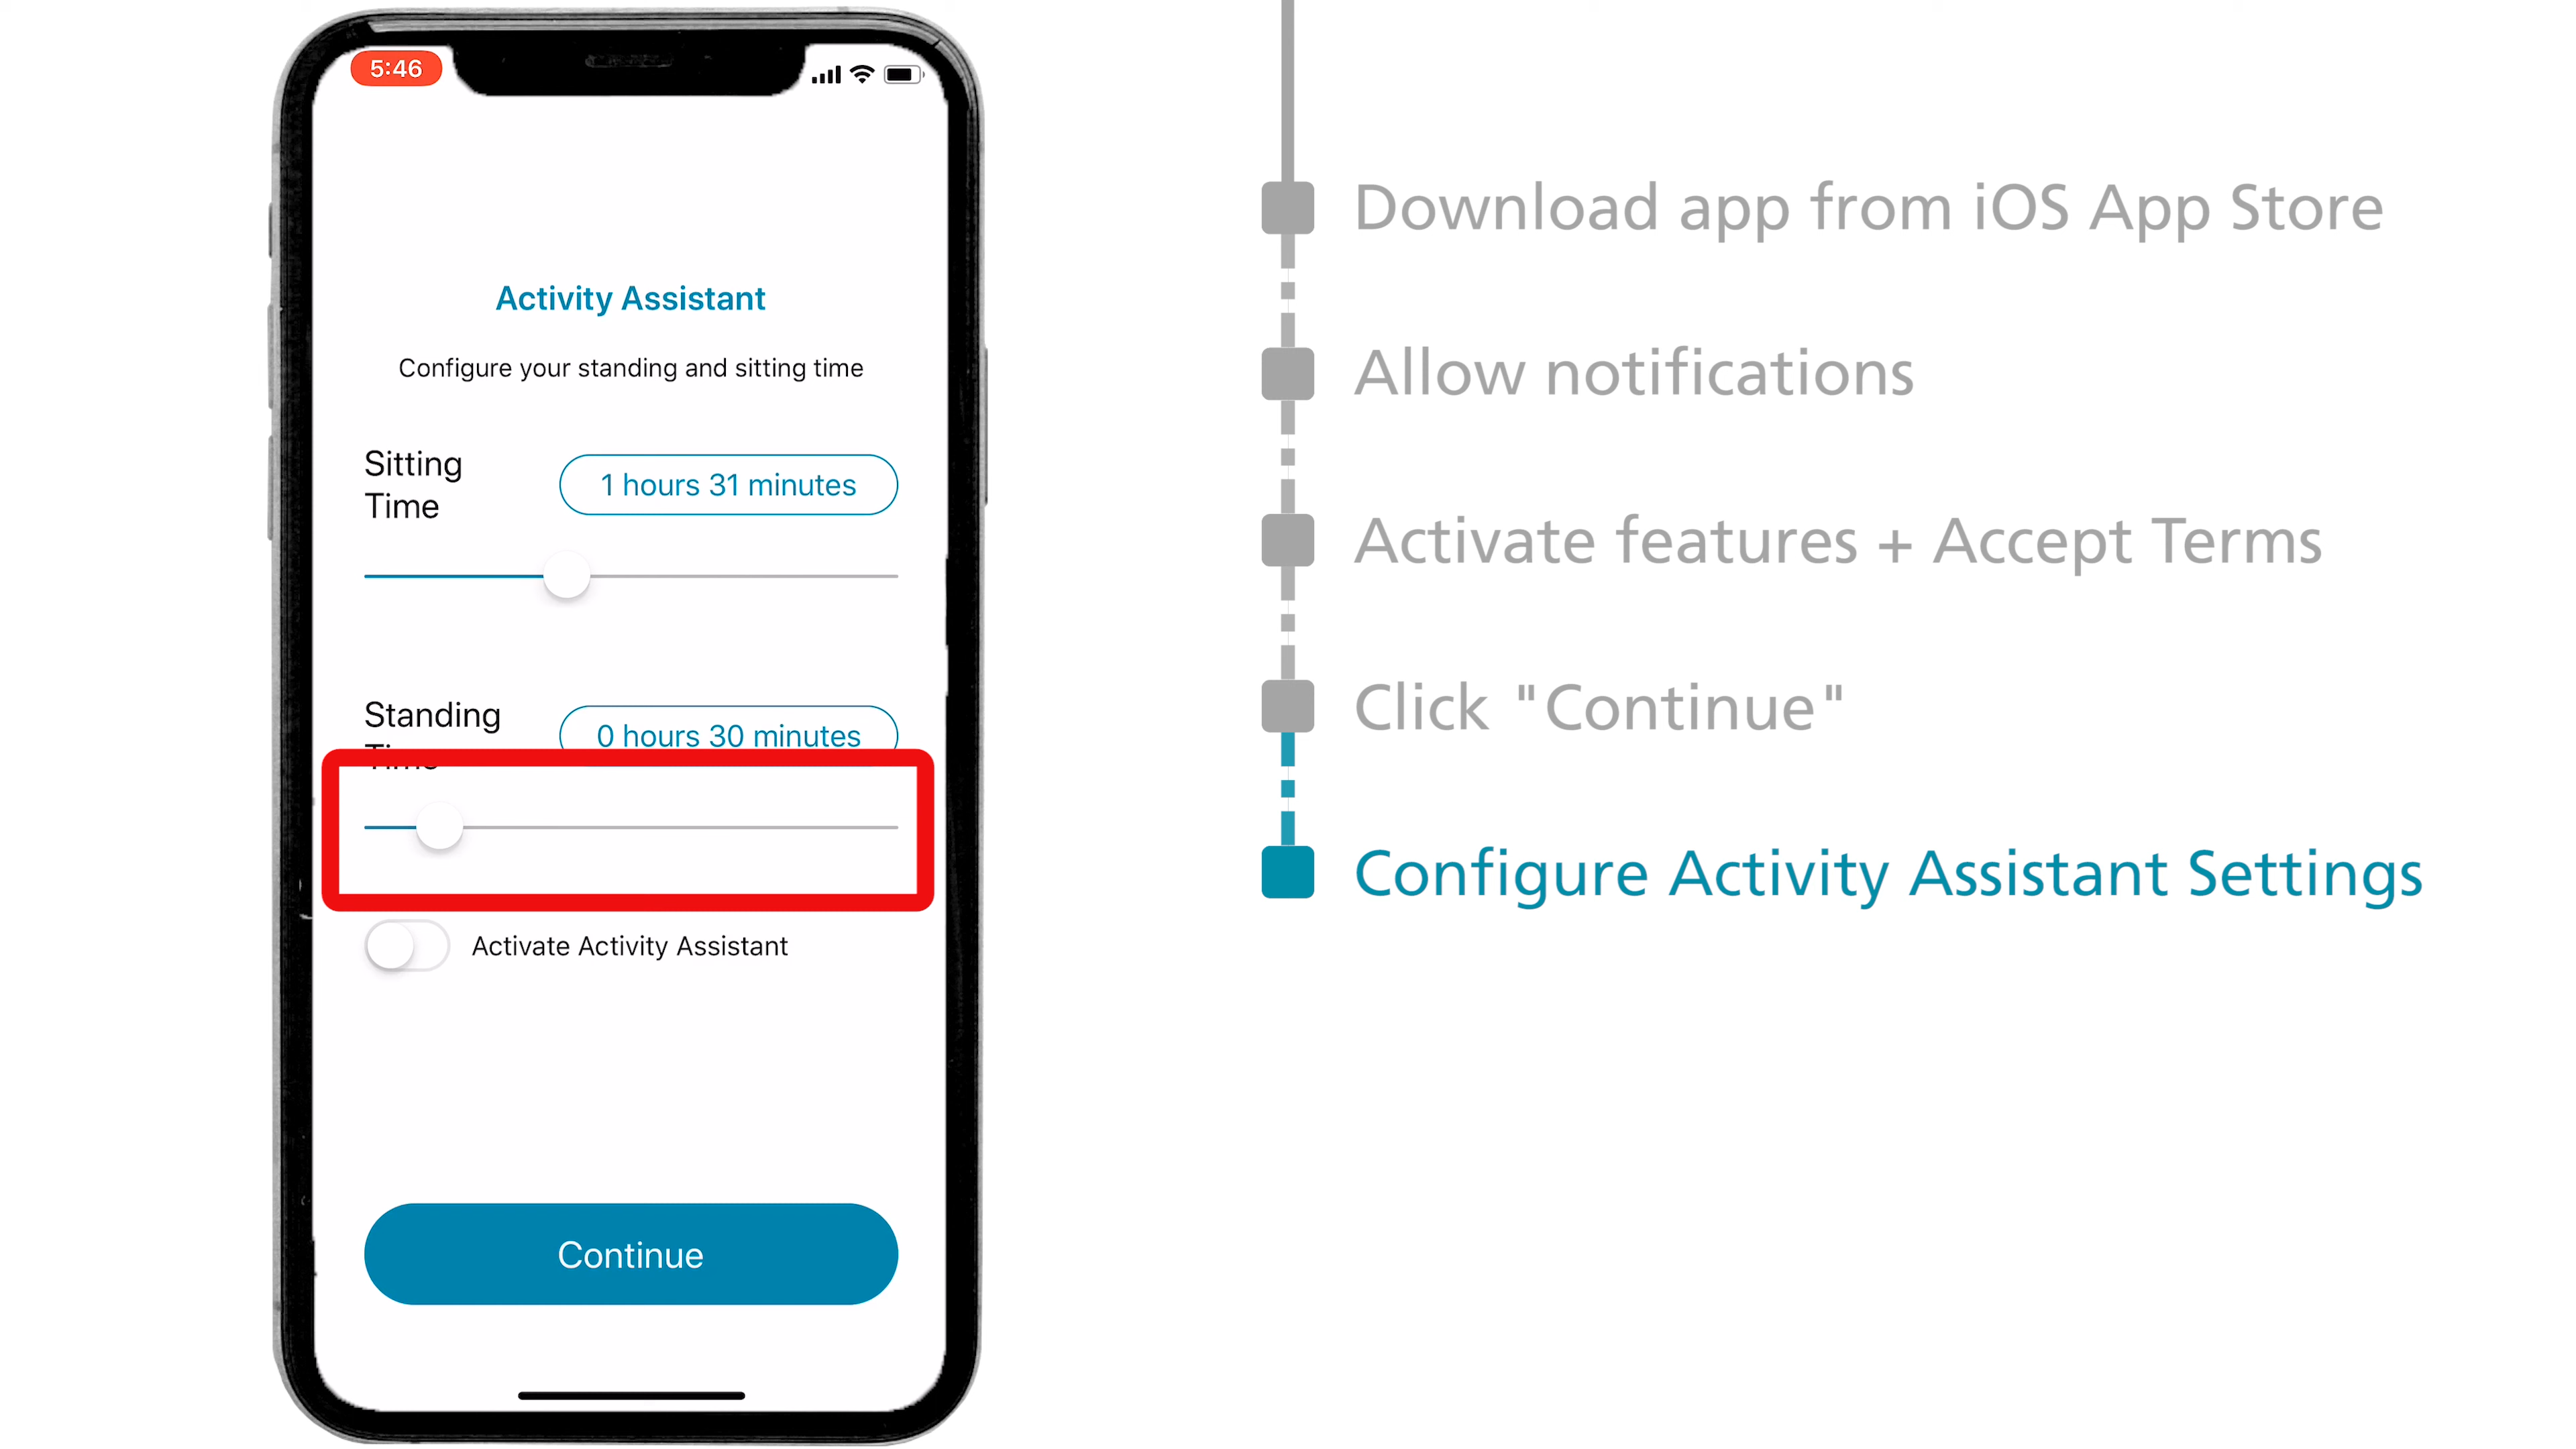 5:46
Activity Assistant
Configure your standing and sitting time
Sitting
Time
1 hours 31 minutes
Standing
Time
0 hours 30 minutes
Activate Activity Assistant
Continue
Download app from iOS App Store
Allow notifications
Activate features + Accept Terms
Click "Continue"
Configure Activity Assistant Settings